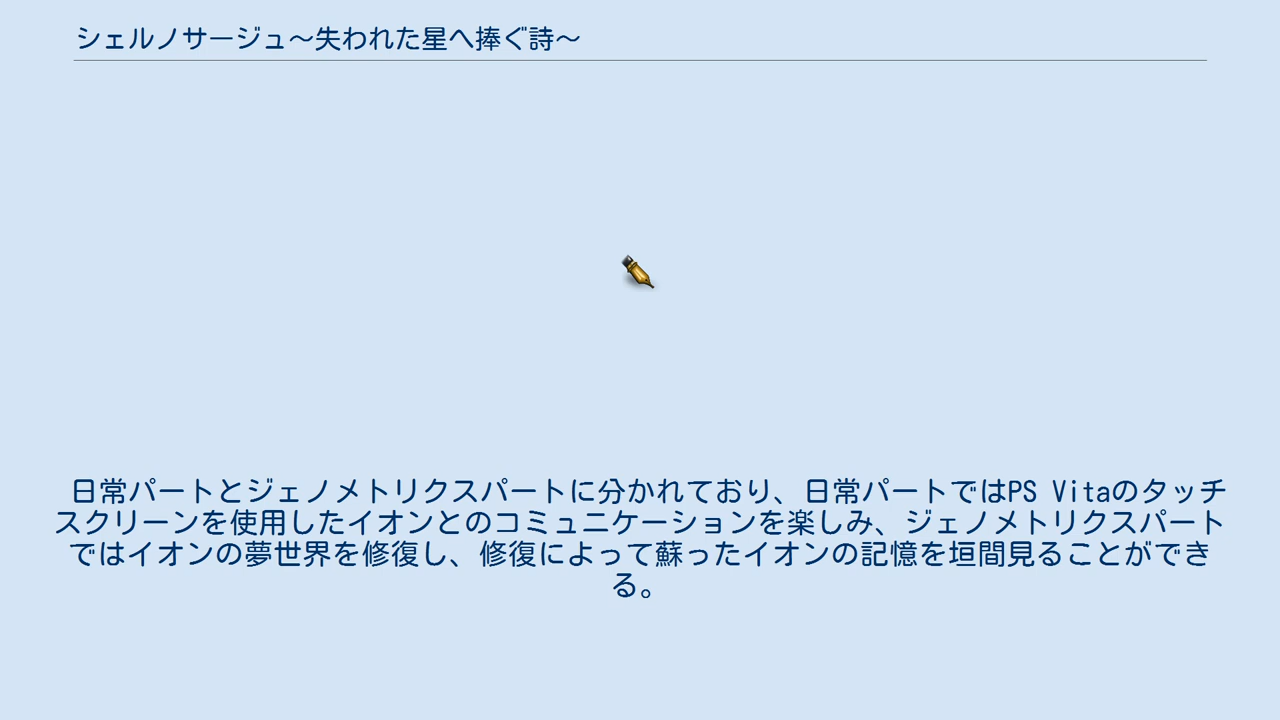 シェルノサージュ〜失われた星へ捧ぐ詩〜
日常パートとジェノメトリクスパートに分かれており、日常パートではPS Vitaのタッチ
スクリーンを使用したイオンとのコミュニケーションを楽しみ、ジェノメトリクスパート
ではイオンの夢世界を修復し、修復によって蘇ったイオンの記憶を垣間見ることができ
る。